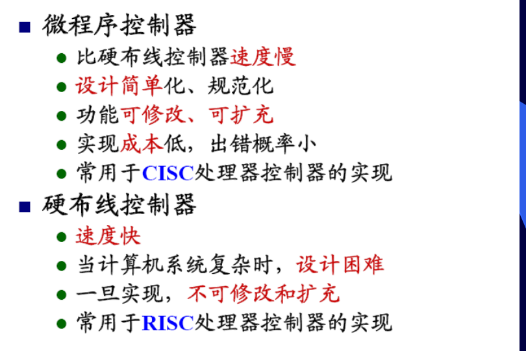 微程序控制器
比硬布线控制器速度慢
设计简单化、规范化
功能可修改、可扩充
实现成本低，出错概率小
常用于CISC处理器控制器的实现
硬布线控制器
速度快
当计算机系统复杂时，设计困难
一旦实现，不可修改和扩充
常用于RISC处理器控制器的实现